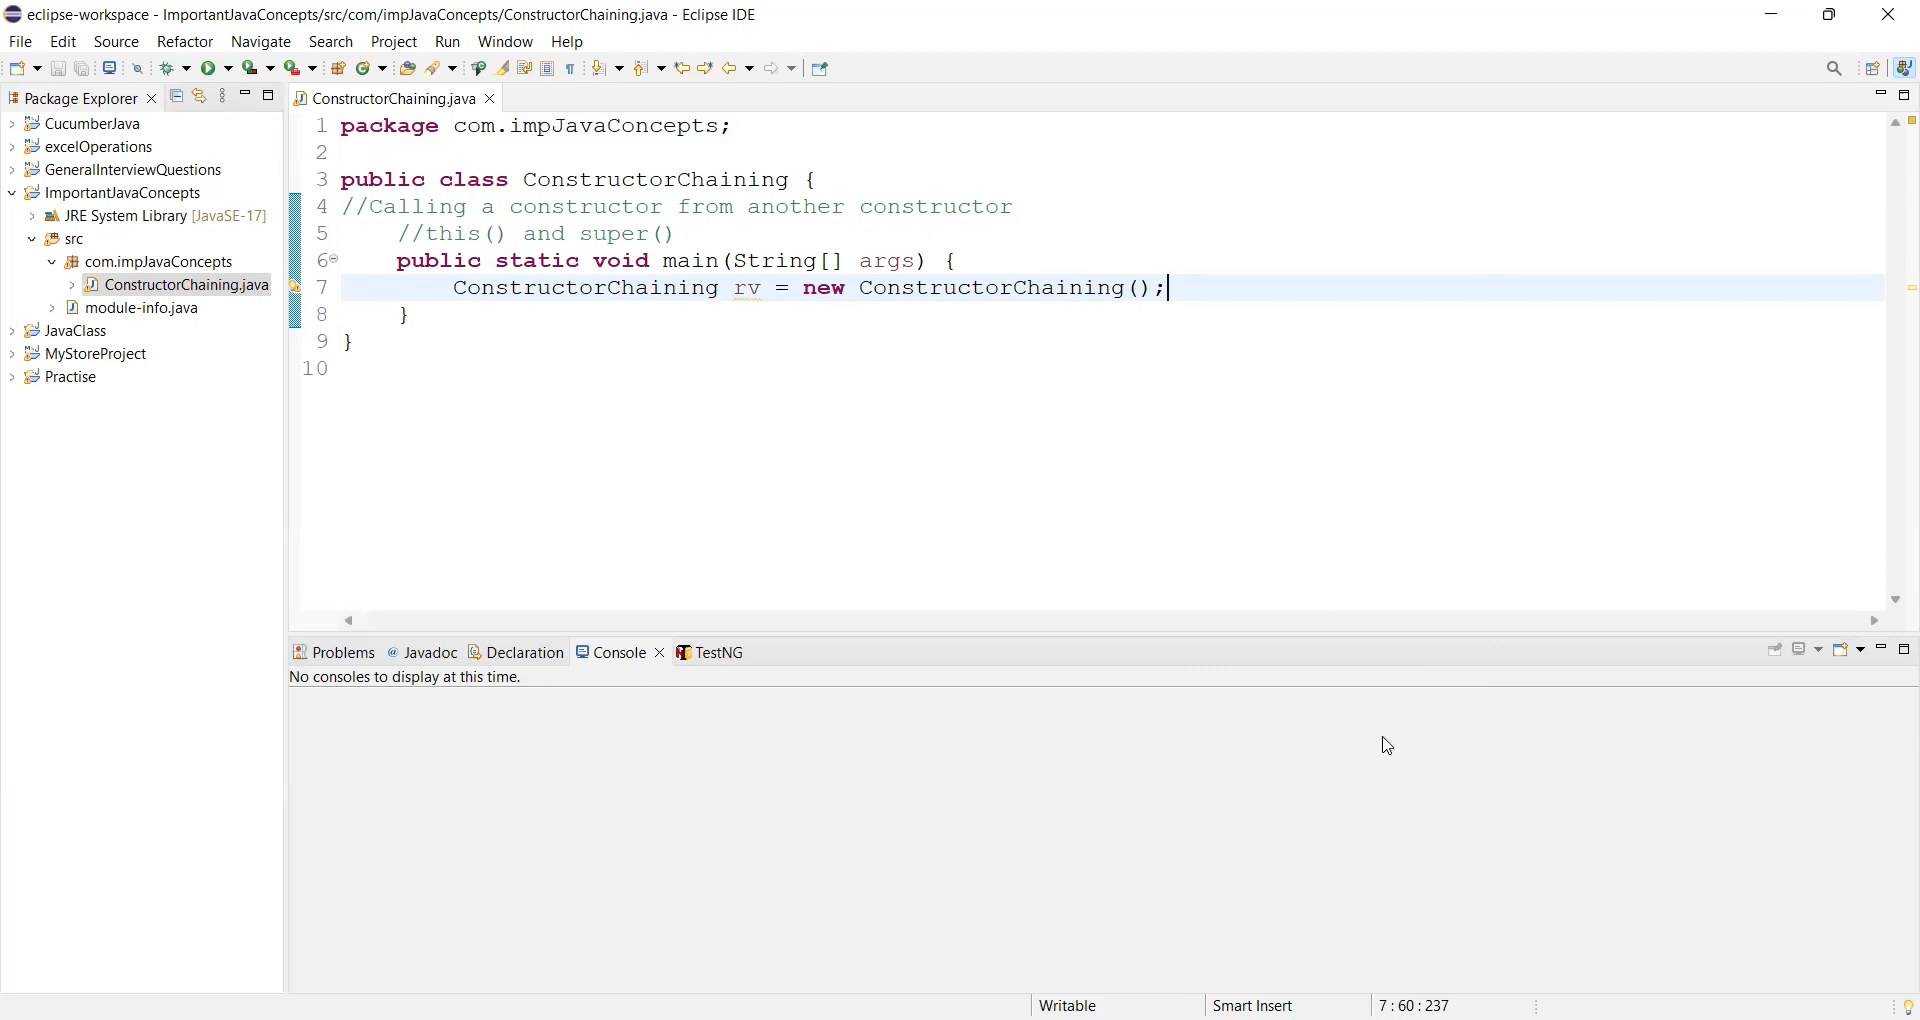 eclipse-workspace - ImportantJavaConcepts/src/com/impJavaConcepts/ConstructorChaining.java - Eclipse IDE
File Edit Source Refactor Navigate Search Project Run Window Help
Package Explorer
CucumberJava
excelOperations
GeneralInterviewQuestions
ImportantJavaConcepts
JRE System Library [JavaSE-17]
src
com.impJavaConcepts
ConstructorChaining.java
module-info.java
JavaClass
MyStoreProject
Practise
ConstructorChaining.java
1 package com.impJavaConcepts;
2
3 public class ConstructorChaining {
4 //Calling a constructor from another constructor
5 //this() and super()
6 public static void main(String[] args) {
7 ConstructorChaining rv = new ConstructorChaining();
8 }
9 }
10
Problems Javadoc Declaration Console TestNG
No consoles to display at this time.
Writable Smart Insert 7 : 60 : 237